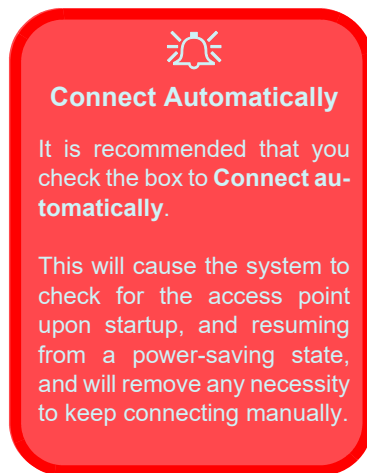 Connect Automatically
It is recommended that you
check the box to Connect au-
tomatically.
This will cause the system to
check for the access point
upon startup, and resuming
from a power-saving state,
and will remove any necessity
to keep connecting manually.